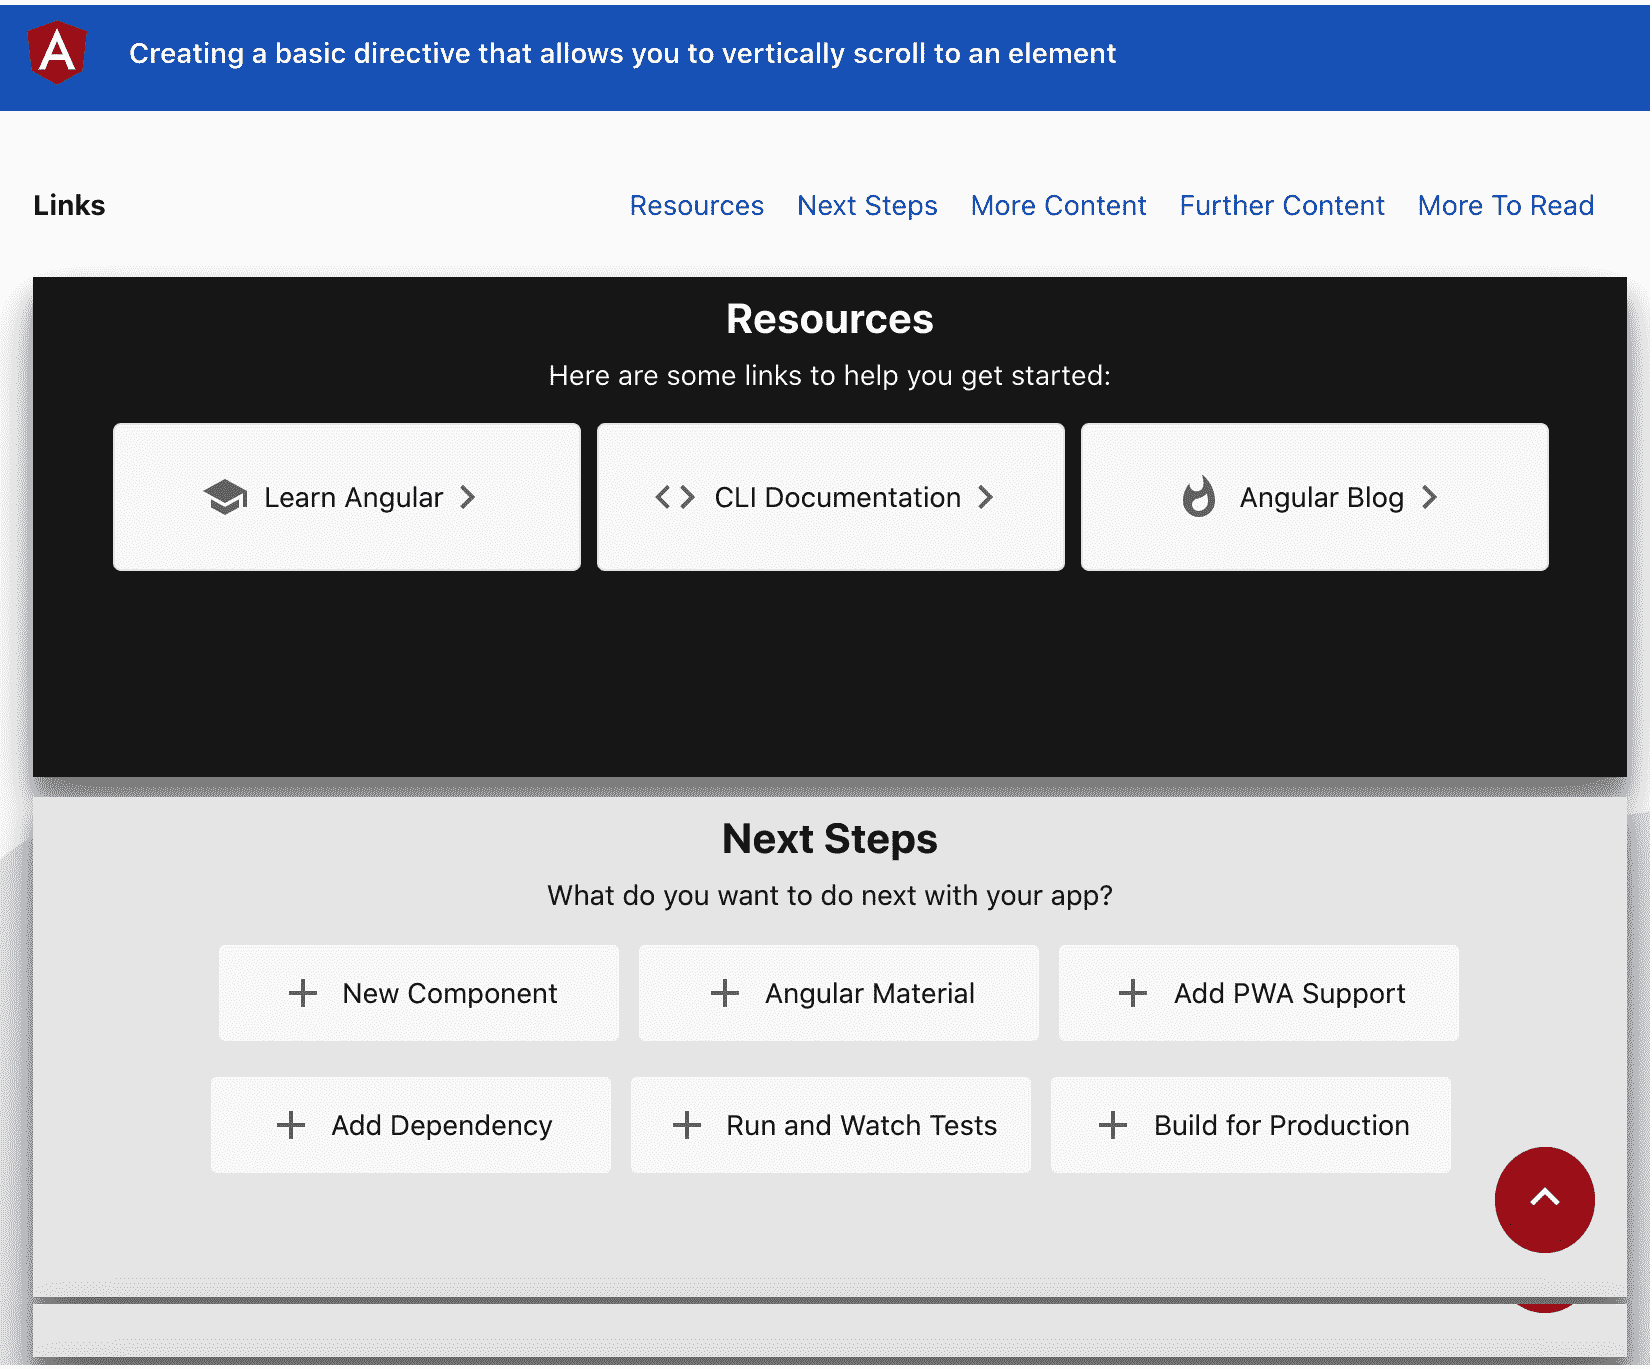 A
Creating a basic directive that allows you to vertically scroll to an element
Links
Resources Next Steps More Content Further Content More To Read
Resources
Here are some links to help you get started:
Learn Angular CLI Documentation Angular Blog
Next Steps
What do you want to do next with your app?
New Component Angular Material Add PWA Support
Add Dependency Run and Watch Tests Build for Production